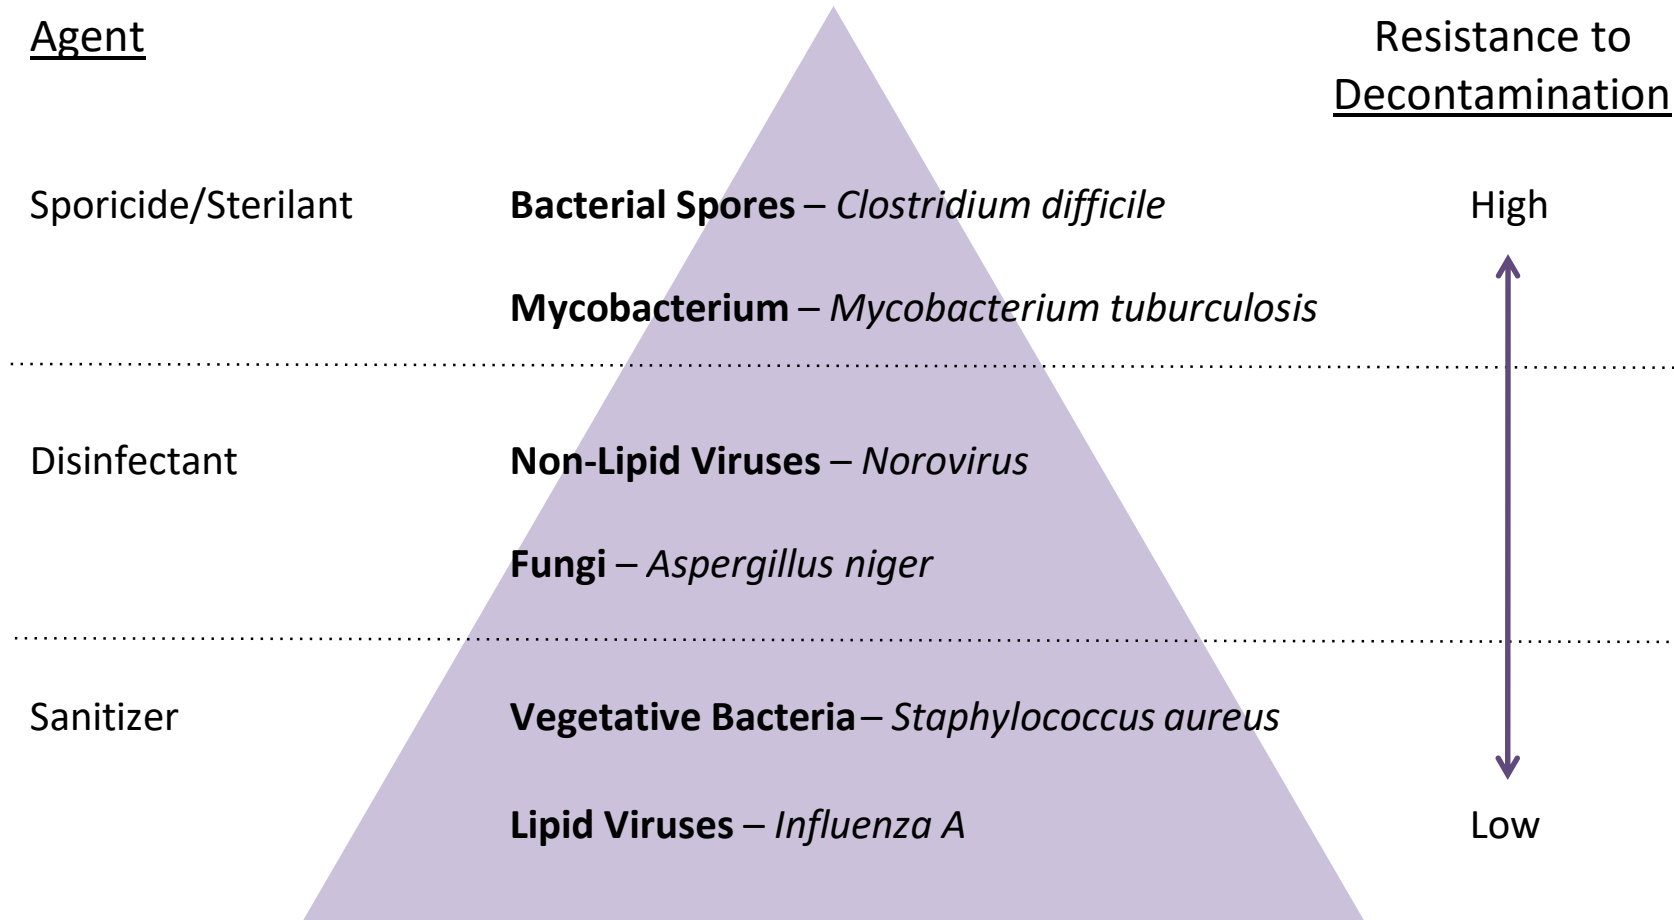 Agent
Resistance to
Decontamination
Sporicide/Sterilant
Bacterial Spores – Clostridium difficile
High
Mycobacterium – Mycobacterium tuburculosis
Disinfectant
Non-Lipid Viruses – Norovirus
Fungi – Aspergillus niger
Sanitizer
Vegetative Bacteria – Staphylococcus aureus
Lipid Viruses – Influenza A
Low